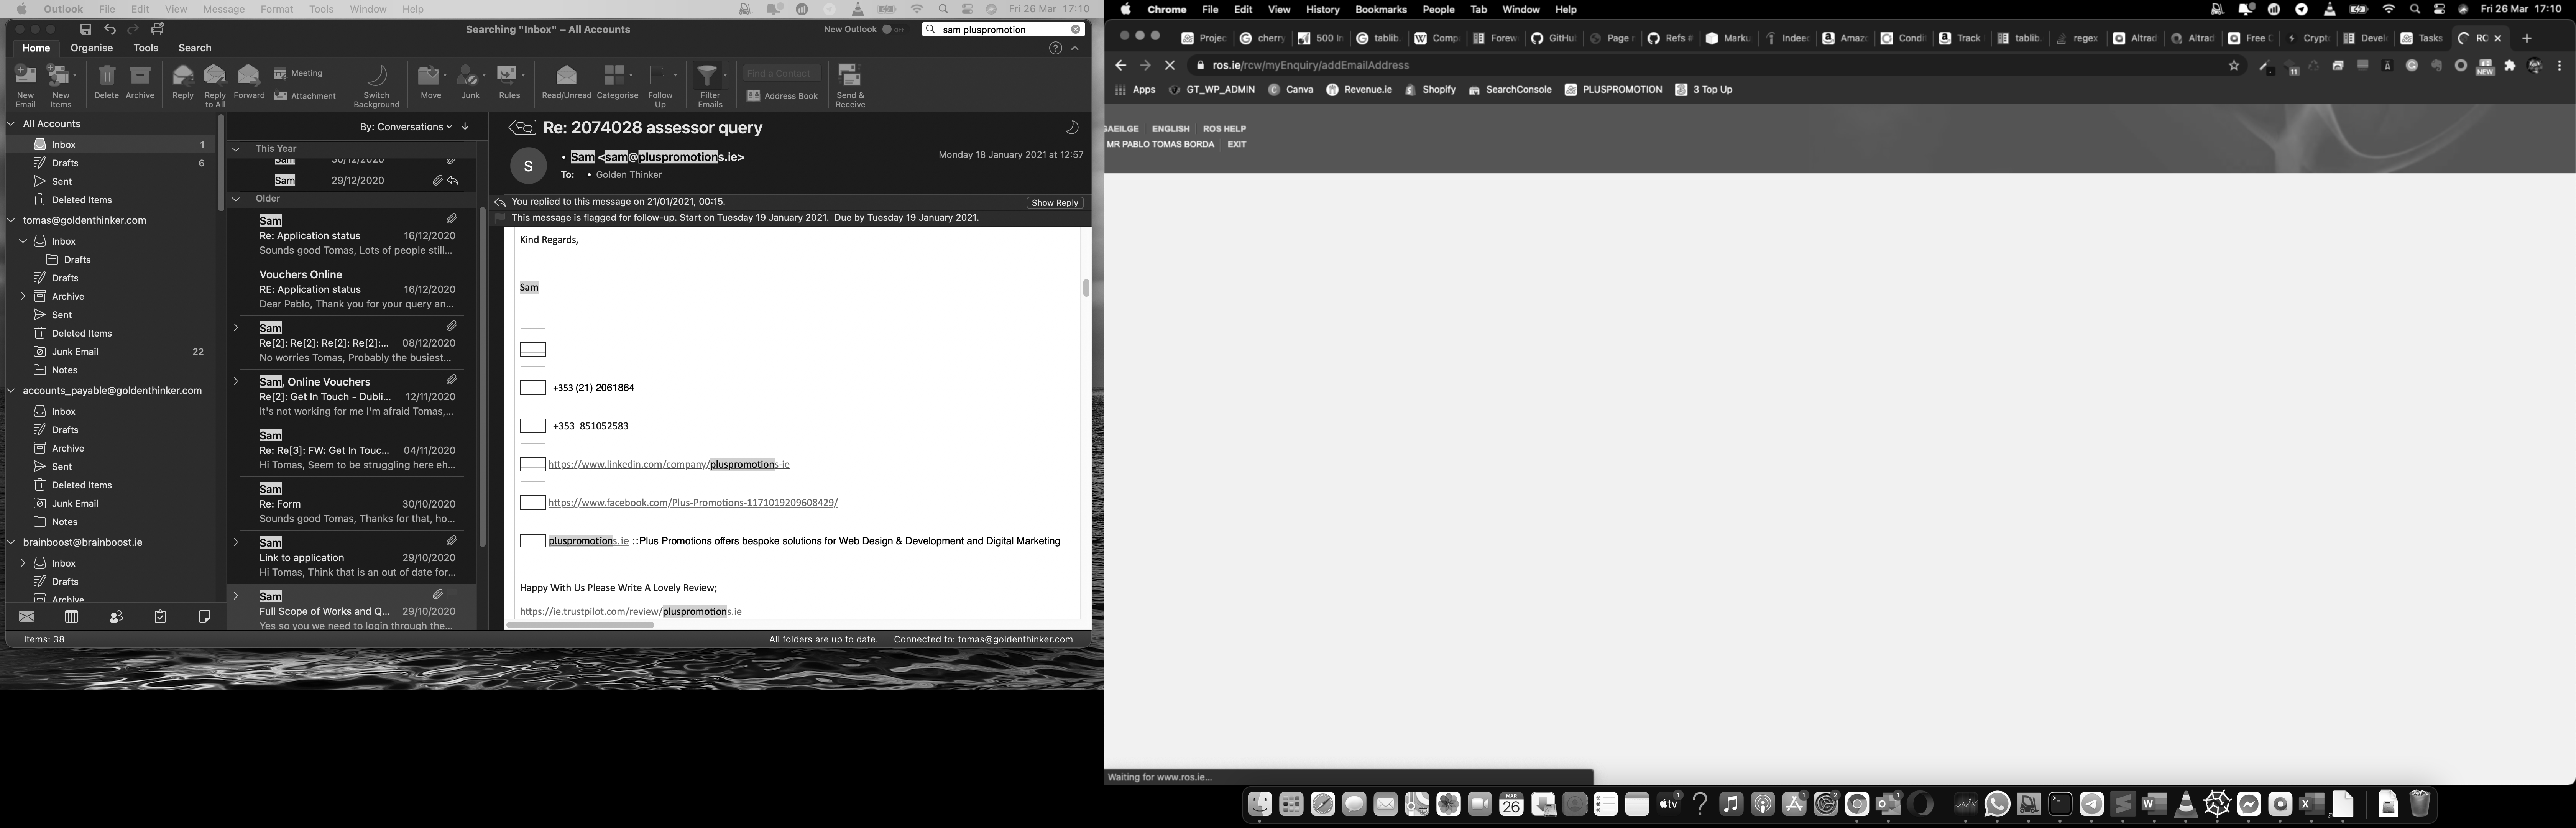 Outlook File Edit View Message Format Tools Window Help Fri 26 Mar 17:10
Searching "Inbox" – All Accounts New Outlook sam pluspromotion
Home Organise Tools Search
New Email
New Items
Delete
Archive
Reply
Reply to All
Forward
Meeting
Attachment
Switch Background
Move
Junk
Rules
Read/Unread
Categorise
Follow Up
Filter Emails
Find a Contact
Address Book
Send & Receive
All Accounts
Inbox 1
Drafts 6
Sent
Deleted Items
tomas@goldenthinker.com
Inbox
Drafts
Drafts
Archive
Sent
Deleted Items
Junk Email 22
Notes
accounts_payable@goldenthinker.com
Inbox
Drafts
Archive
Sent
Deleted Items
Junk Email
Notes
brainboost@brainboost.ie
Inbox
Drafts
Archive
Items: 38
By: Conversations
This Year
Sam 30/12/2020
Sam 29/12/2020
Older
Sam
Re: Application status 16/12/2020
Sounds good Tomas, Lots of people still...
Vouchers Online
RE: Application status 16/12/2020
Dear Pablo, Thank you for your query an...
Sam
Re[2]: Re[2]: Re[2]: Re[2]:... 08/12/2020
No worries Tomas, Probably the busiest...
Sam, Online Vouchers
Re[2]: Get In Touch - Dubli... 12/11/2020
It's not working for me I'm afraid Tomas,...
Sam
Re: Re[3]: FW: Get In Touc... 04/11/2020
Hi Tomas, Seem to be struggling here eh...
Sam
Re: Form 30/10/2020
Sounds good Tomas, Thanks for that, ho...
Sam
Link to application 29/10/2020
Hi Tomas, Think that is an out of date for...
Sam
Full Scope of Works and Q... 29/10/2020
Yes so you we need to login through the...
Re: 2074028 assessor query
S
Sam <sam@pluspromotions.ie> Monday 18 January 2021 at 12:57
To: Golden Thinker
You replied to this message on 21/01/2021, 00:15. Show Reply
This message is flagged for follow-up. Start on Tuesday 19 January 2021. Due by Tuesday 19 January 2021.
Kind Regards,
Sam
+353 (21) 2061864
+353 851052583
https://www.linkedin.com/company/pluspromotions-ie
https://www.facebook.com/Plus-Promotions-1171019209608429/
pluspromotions.ie ::Plus Promotions offers bespoke solutions for Web Design & Development and Digital Marketing
Happy With Us Please Write A Lovely Review;
https://ie.trustpilot.com/review/pluspromotions.ie
All folders are up to date. Connected to: tomas@goldenthinker.com
Chrome File Edit View History Bookmarks People Tab Window Help Fri 26 Mar 17:10
Projec cherry 500 In tablib. Comp Forew GitHu Page r Refs # Marku Indeed Amaz Condi Track tablib. regex Altrad Altrad Free C Crypto Devel Tasks RO
ros.ie/rcw/myEnquiry/addEmailAddress
11 NEW
Apps GT_WP_ADMIN Canva Revenue.ie Shopify SearchConsole PLUSPROMOTION 3 Top Up
GAEILGE ENGLISH ROS HELP
MR PABLO TOMAS BORDA EXIT
Waiting for www.ros.ie...
MAR 26
tv